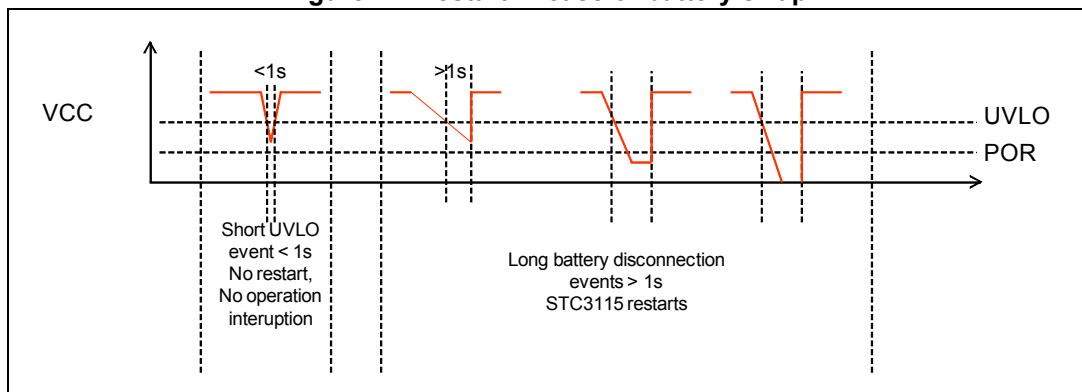 <1s
>1s
VCC
UVLO
POR
Short UVLO
event < 1s
No restart,
No operation
interuption
Long battery disconnection
events > 1s
STC3115 restarts